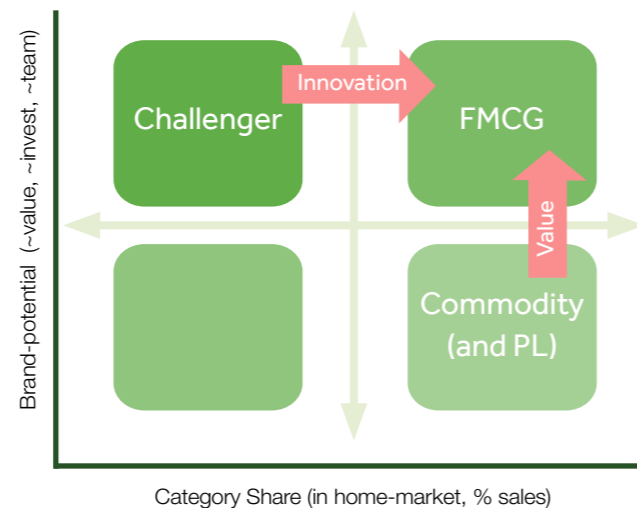 Brand-potential (~value, ~invest, ~team)
Challenger
Innovation
FMCG
Value
Commodity
(and PL)
Category Share (in home-market, % sales)